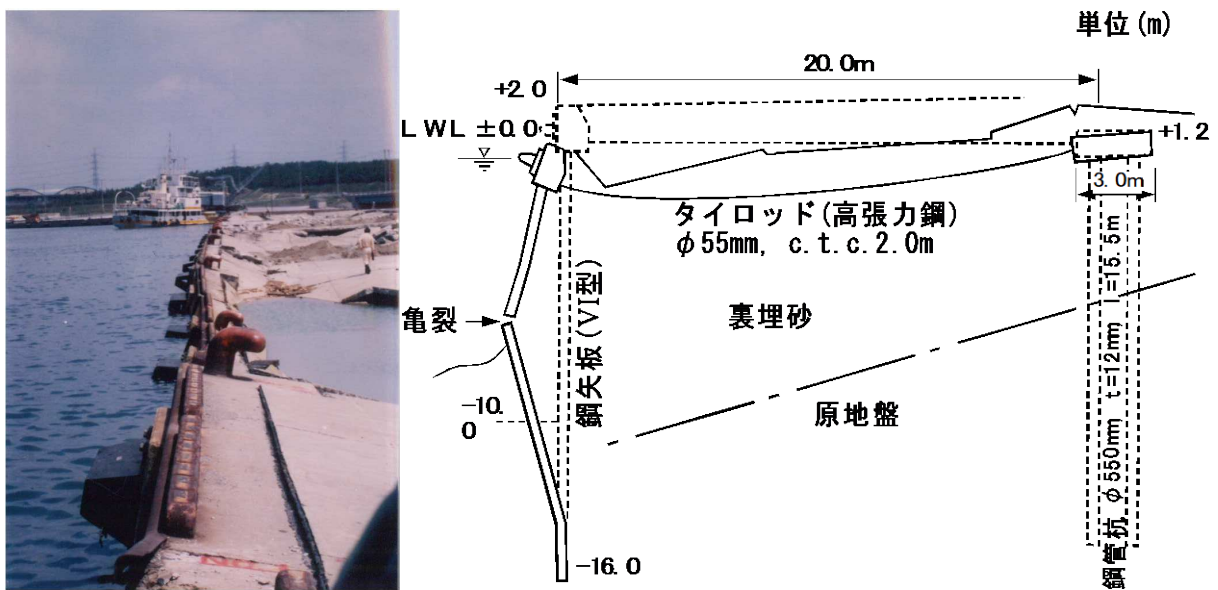 単位(m)
20.0m
+2.0
LWL ±0.0
+1.2
3.0m
タイロッド(高張力鋼)
φ55mm, c.t.c.2.0m
亀裂
鋼矢板(VI型)
裏埋砂
-10.
0
原地盤
鋼管杭 φ550mm t=12mm l=15.5m
-16.0